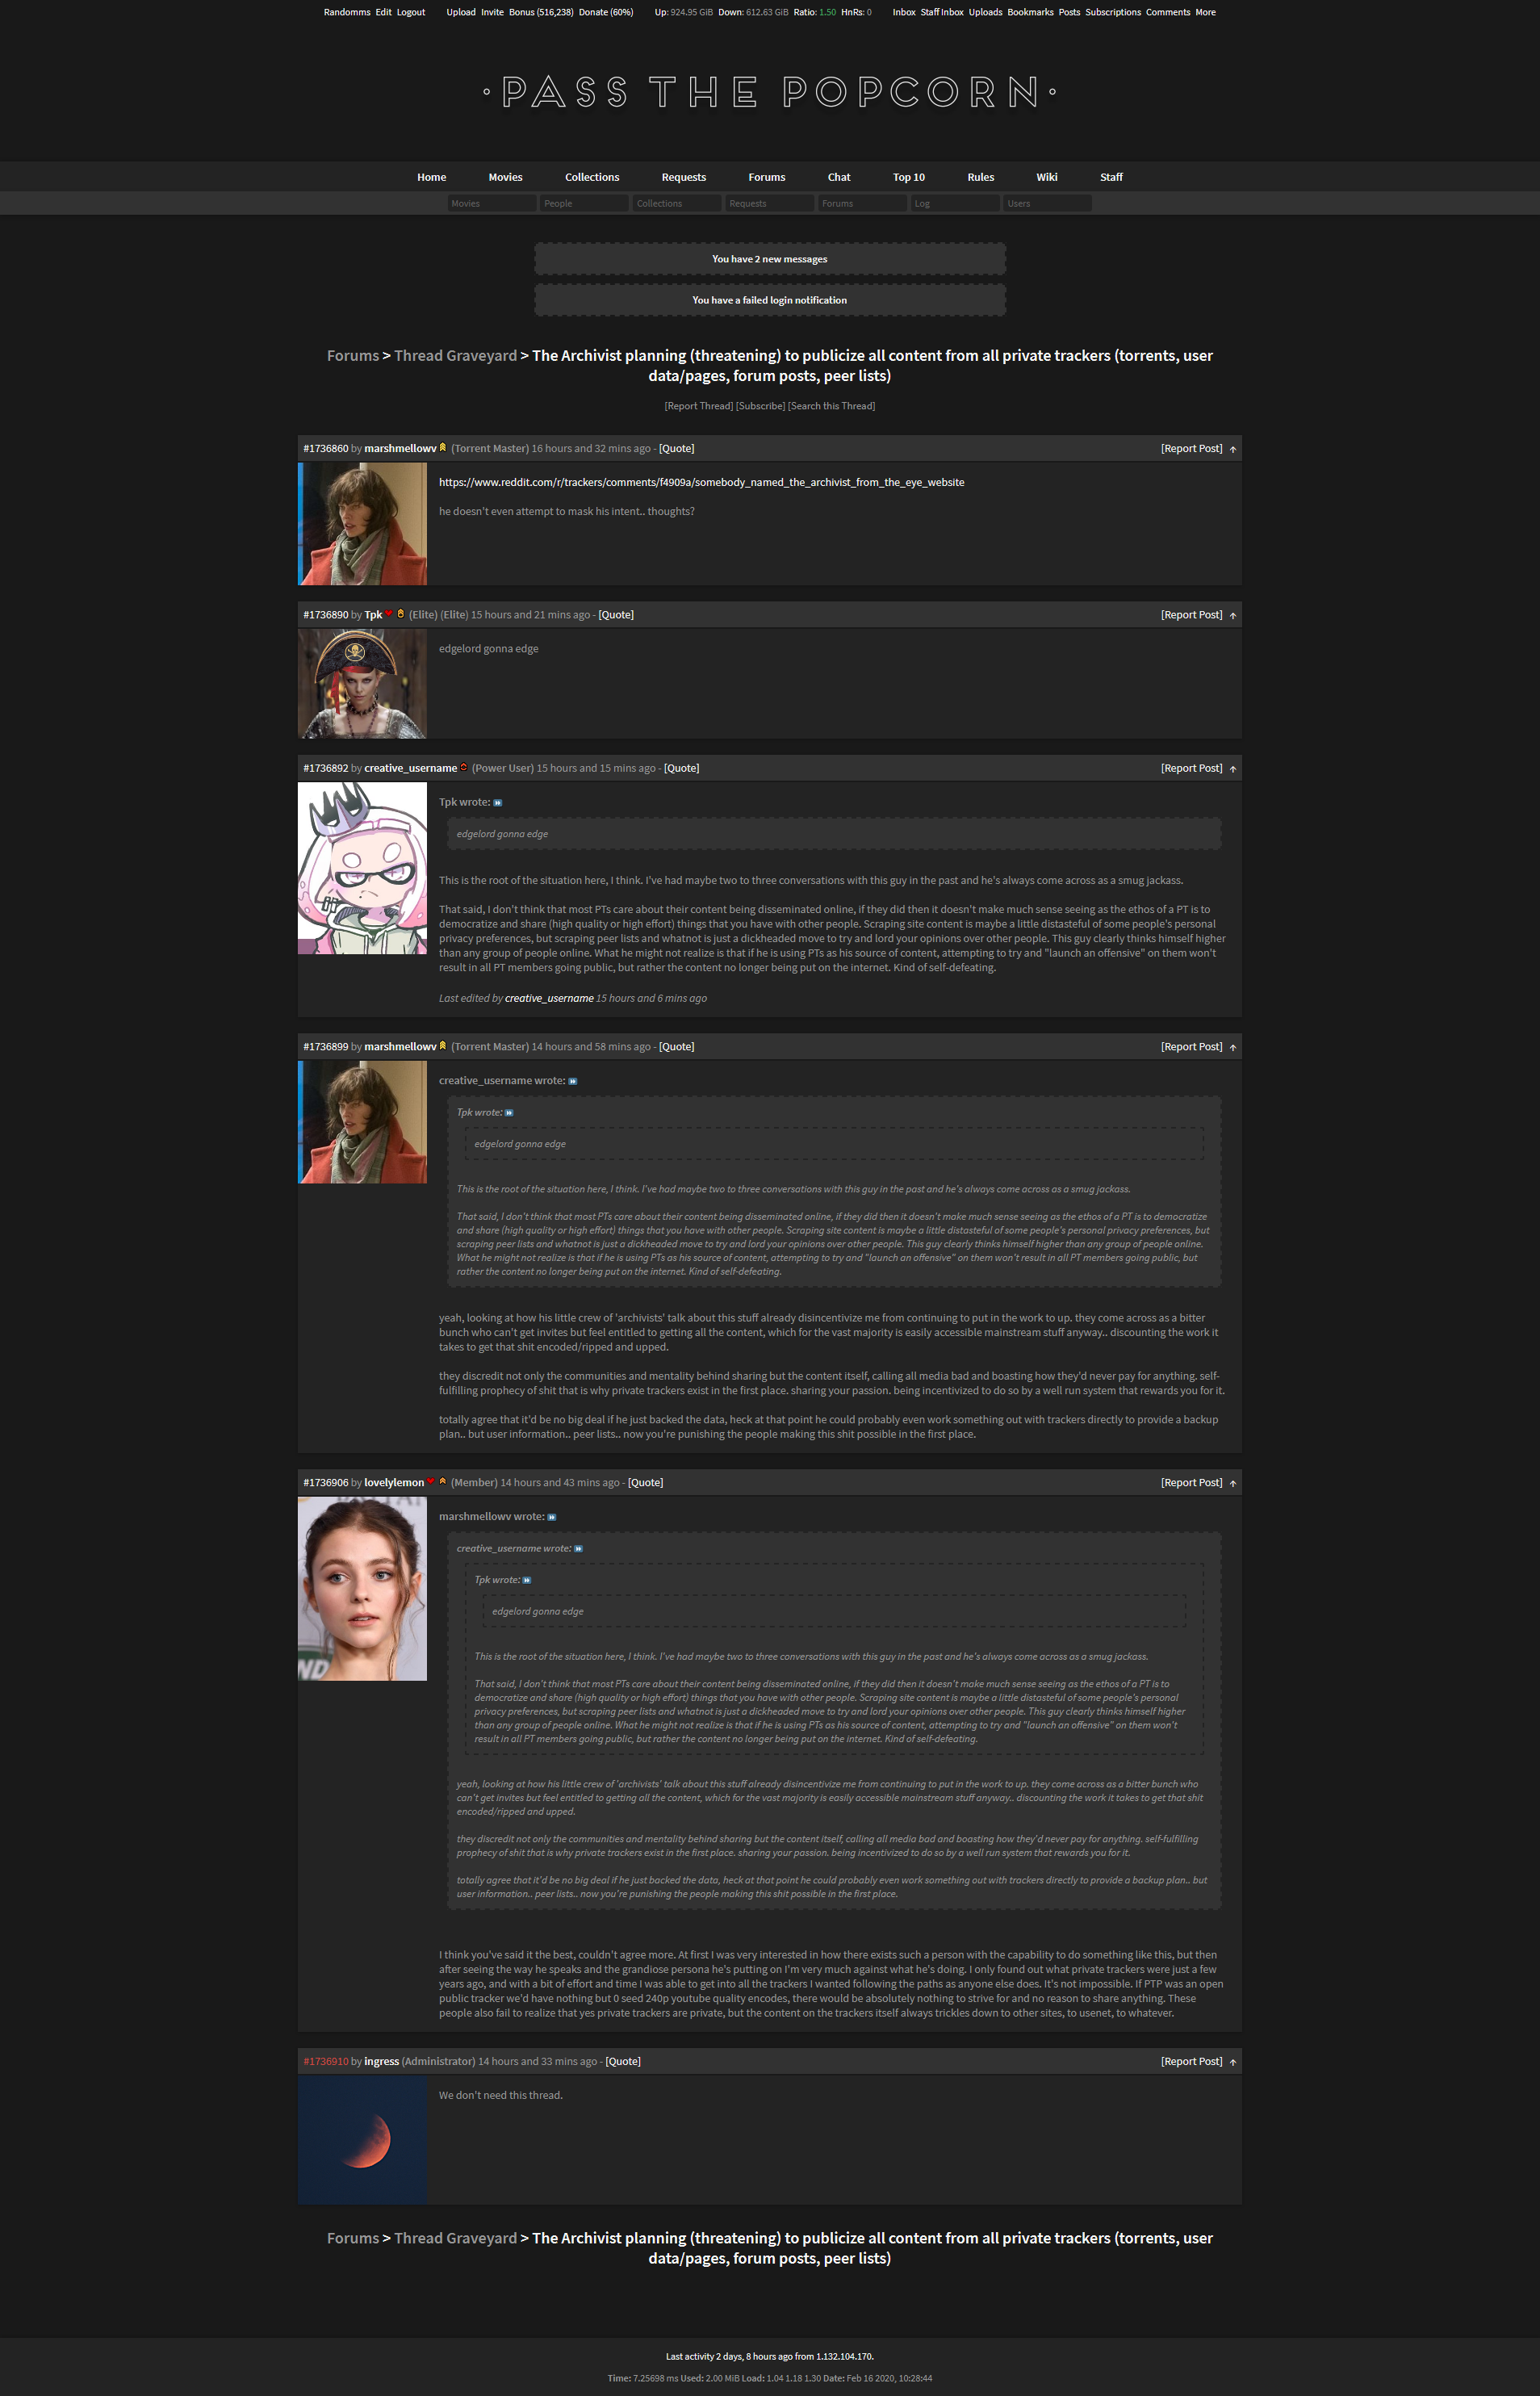 Randomms Edit Logout Upload Invite Bonus (516,238) Donate (60%) Up: 924.95 GiB Down: 612.63 GiB Ratio: 1.50 HnRs: 0 Inbox Staff Inbox Uploads Bookmarks Posts Subscriptions Comments More
·PASS THE POPCORN·
Home Movies Collections Requests Forums Chat Top 10 Rules Wiki Staff
Movies People Collections Requests Forums Log Users
You have 2 new messages
You have a failed login notification
Forums > Thread Graveyard > The Archivist planning (threatening) to publicize all content from all private trackers (torrents, user
data/pages, forum posts, peer lists)
[Report Thread] [Subscribe] [Search this Thread]
#1736860 by marshmellowv (Torrent Master) 16 hours and 32 mins ago - [Quote] [Report Post] ↑
https://www.reddit.com/r/trackers/comments/f4909a/somebody_named_the_archivist_from_the_eye_website
he doesn't even attempt to mask his intent.. thoughts?
#1736890 by Tpk (Elite) (Elite) 15 hours and 21 mins ago - [Quote] [Report Post] ↑
edgelord gonna edge
#1736892 by creative_username (Power User) 15 hours and 15 mins ago - [Quote] [Report Post] ↑
Tpk wrote:
edgelord gonna edge
This is the root of the situation here, I think. I've had maybe two to three conversations with this guy in the past and he's always come across as a smug jackass.
That said, I don't think that most PTs care about their content being disseminated online, if they did then it doesn't make much sense seeing as the ethos of a PT is to
democratize and share (high quality or high effort) things that you have with other people. Scraping site content is maybe a little distasteful of some people's personal
privacy preferences, but scraping peer lists and whatnot is just a dickheaded move to try and lord your opinions over other people. This guy clearly thinks himself higher
than any group of people online. What he might not realize is that if he is using PTs as his source of content, attempting to try and "launch an offensive" on them won't
result in all PT members going public, but rather the content no longer being put on the internet. Kind of self-defeating.
Last edited by creative_username 15 hours and 6 mins ago
#1736899 by marshmellowv (Torrent Master) 14 hours and 58 mins ago - [Quote] [Report Post] ↑
creative_username wrote:
Tpk wrote:
edgelord gonna edge
This is the root of the situation here, I think. I've had maybe two to three conversations with this guy in the past and he's always come across as a smug jackass.
That said, I don't think that most PTs care about their content being disseminated online, if they did then it doesn't make much sense seeing as the ethos of a PT is to democratize
and share (high quality or high effort) things that you have with other people. Scraping site content is maybe a little distasteful of some people's personal privacy preferences, but
scraping peer lists and whatnot is just a dickheaded move to try and lord your opinions over other people. This guy clearly thinks himself higher than any group of people online.
What he might not realize is that if he is using PTs as his source of content, attempting to try and "launch an offensive" on them won't result in all PT members going public, but
rather the content no longer being put on the internet. Kind of self-defeating.
yeah, looking at how his little crew of 'archivists' talk about this stuff already disincentivize me from continuing to put in the work to up. they come across as a bitter
bunch who can't get invites but feel entitled to getting all the content, which for the vast majority is easily accessible mainstream stuff anyway.. discounting the work it
takes to get that shit encoded/ripped and upped.
they discredit not only the communities and mentality behind sharing but the content itself, calling all media bad and boasting how they'd never pay for anything. self-
fulfilling prophecy of shit that is why private trackers exist in the first place. sharing your passion. being incentivized to do so by a well run system that rewards you for it.
totally agree that it'd be no big deal if he just backed the data, heck at that point he could probably even work something out with trackers directly to provide a backup
plan.. but user information.. peer lists.. now you're punishing the people making this shit possible in the first place.
#1736906 by lovelylemon (Member) 14 hours and 43 mins ago - [Quote] [Report Post] ↑
marshmellowv wrote:
creative_username wrote:
Tpk wrote:
edgelord gonna edge
This is the root of the situation here, I think. I've had maybe two to three conversations with this guy in the past and he's always come across as a smug jackass.
That said, I don't think that most PTs care about their content being disseminated online, if they did then it doesn't make much sense seeing as the ethos of a PT is to
democratize and share (high quality or high effort) things that you have with other people. Scraping site content is maybe a little distasteful of some people's personal
privacy preferences, but scraping peer lists and whatnot is just a dickheaded move to try and lord your opinions over other people. This guy clearly thinks himself higher
than any group of people online. What he might not realize is that if he is using PTs as his source of content, attempting to try and "launch an offensive" on them won't
result in all PT members going public, but rather the content no longer being put on the internet. Kind of self-defeating.
yeah, looking at how his little crew of 'archivists' talk about this stuff already disincentivize me from continuing to put in the work to up. they come across as a bitter bunch who
can't get invites but feel entitled to getting all the content, which for the vast majority is easily accessible mainstream stuff anyway.. discounting the work it takes to get that shit
encoded/ripped and upped.
they discredit not only the communities and mentality behind sharing but the content itself, calling all media bad and boasting how they'd never pay for anything. self-fulfilling
prophecy of shit that is why private trackers exist in the first place. sharing your passion. being incentivized to do so by a well run system that rewards you for it.
totally agree that it'd be no big deal if he just backed the data, heck at that point he could probably even work something out with trackers directly to provide a backup plan.. but
user information.. peer lists.. now you're punishing the people making this shit possible in the first place.
I think you've said it the best, couldn't agree more. At first I was very interested in how there exists such a person with the capability to do something like this, but then
after seeing the way he speaks and the grandiose persona he's putting on I'm very much against what he's doing. I only found out what private trackers were just a few
years ago, and with a bit of effort and time I was able to get into all the trackers I wanted following the paths as anyone else does. It's not impossible. If PTP was an open
public tracker we'd have nothing but 0 seed 240p youtube quality encodes, there would be absolutely nothing to strive for and no reason to share anything. These
people also fail to realize that yes private trackers are private, but the content on the trackers itself always trickles down to other sites, to usenet, to whatever.
#1736910 by ingress (Administrator) 14 hours and 33 mins ago - [Quote] [Report Post] ↑
We don't need this thread.
Forums > Thread Graveyard > The Archivist planning (threatening) to publicize all content from all private trackers (torrents, user
data/pages, forum posts, peer lists)
Last activity 2 days, 8 hours ago from 1.132.104.170.
Time: 7.25698 ms Used: 2.00 MiB Load: 1.04 1.18 1.30 Date: Feb 16 2020, 10:28:44